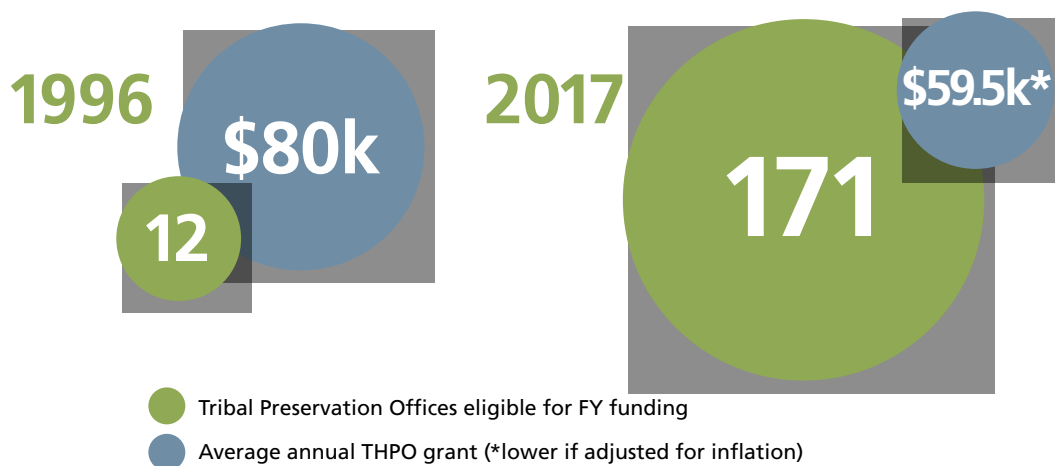 1996
$80k
12
2017
$59.5k*
171
Tribal Preservation Offices eligible for FY funding
Average annual THPO grant (*lower if adjusted for inflation)